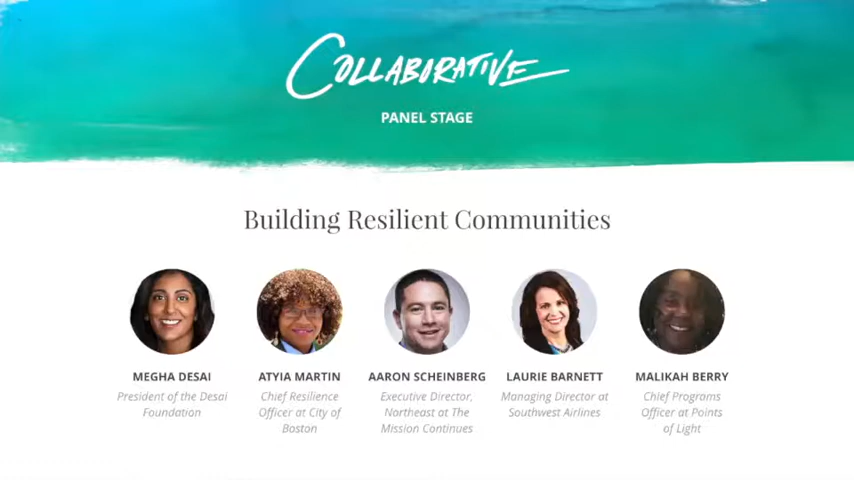 COLLABORATIVE
PANEL STAGE
Building Resilient Communities
MEGHA DESAI
President of the Desai
Foundation
ATYIA MARTIN
Chief Resilience
Officer at City of
Boston
AARON SCHEINBERG
Executive Director,
Northeast at The
Mission Continues
LAURIE BARNETT
Managing Director at
Southwest Airlines
MALIKAH BERRY
Chief Programs
Officer at Points
of Light